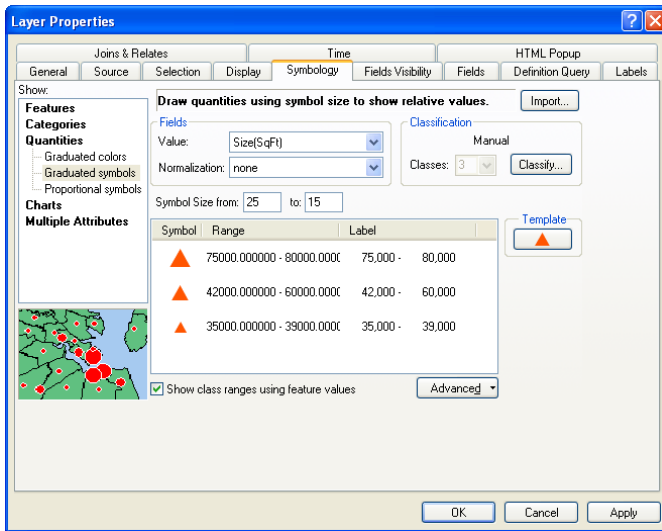 Layer Properties
Joins & Relates Time HTML Popup
General Source Selection Display Symbology Fields Visibility Fields Definition Query Labels
Show:
Features
Categories
Quantities
Graduated colors
Graduated symbols
Proportional symbols
Charts
Multiple Attributes
Draw quantities using symbol size to show relative values. Import...
Fields
Value: Size(SqFt)
Normalization: none
Classification
Manual
Classes: 3 Classify...
Symbol Size from: 25 to: 15
Template
Symbol Range Label
75000.000000 - 80000.000( 75,000 - 80,000
42000.000000 - 60000.000( 42,000 - 60,000
35000.000000 - 39000.000( 35,000 - 39,000
Show class ranges using feature values Advanced
OK Cancel Apply